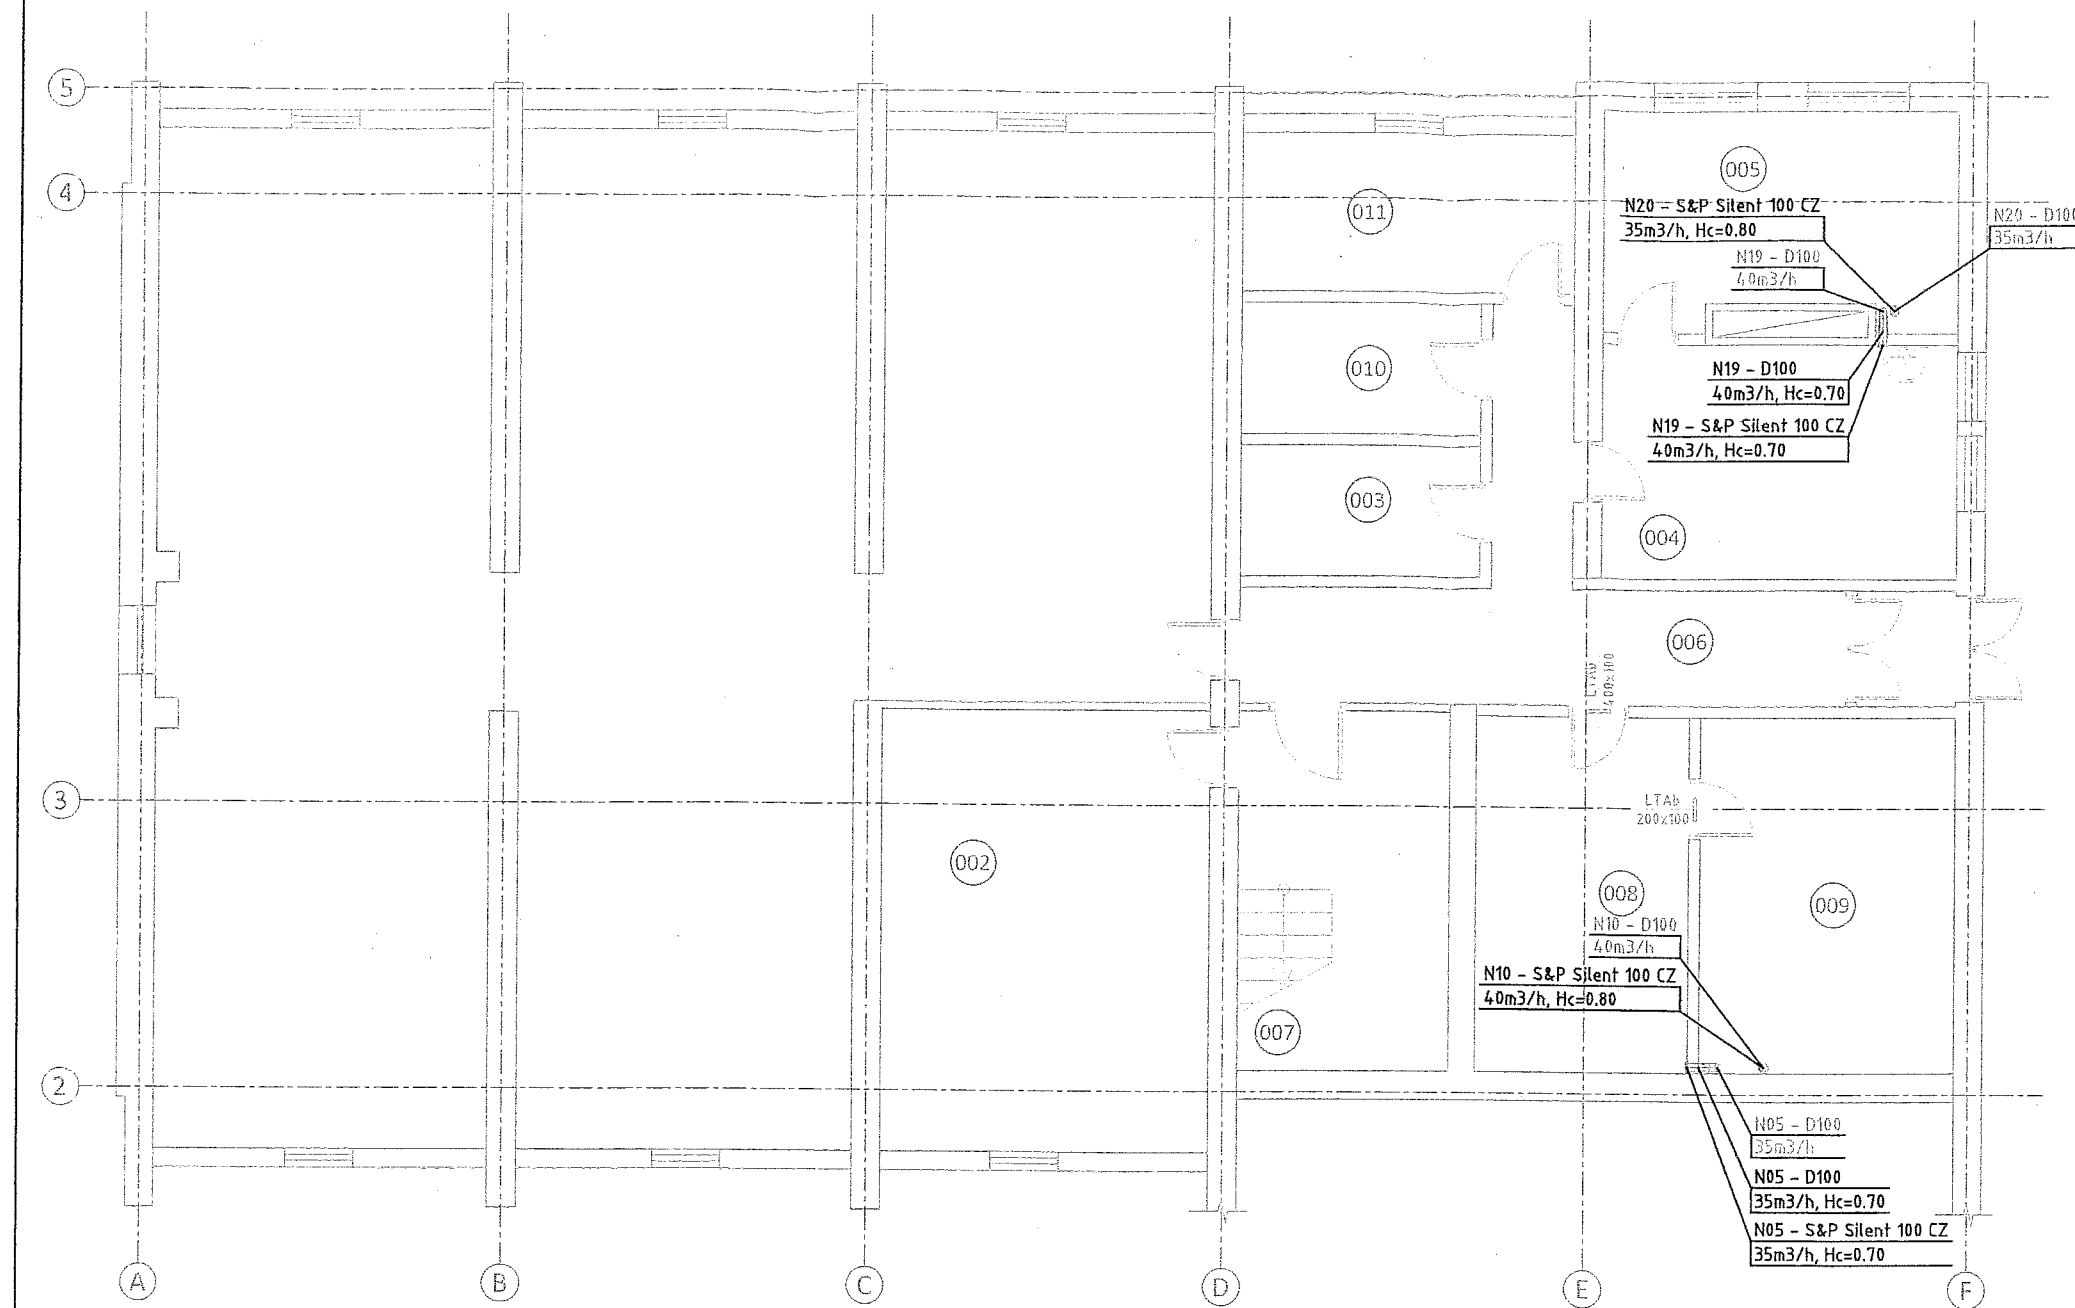 5
4
005
N20 - S&P Silent 100 CZ
35m3/h, Hc=0.80
N20 - D100
35m3/h
011
N19 - D100
40m3/h
010
N19 - D100
40m3/h, Hc=0.70
N19 - S&P Silent 100 CZ
40m3/h, Hc=0.70
003
004
006
LTAb
400x100
3
LTAb
200x100
002
008
009
N10 - D100
40m3/h
N10 - S&P Silent 100 CZ
40m3/h, Hc=0.80
007
2
N05 - D100
35m3/h
N05 - D100
35m3/h, Hc=0.70
N05 - S&P Silent 100 CZ
35m3/h, Hc=0.70
A
B
C
D
E
F